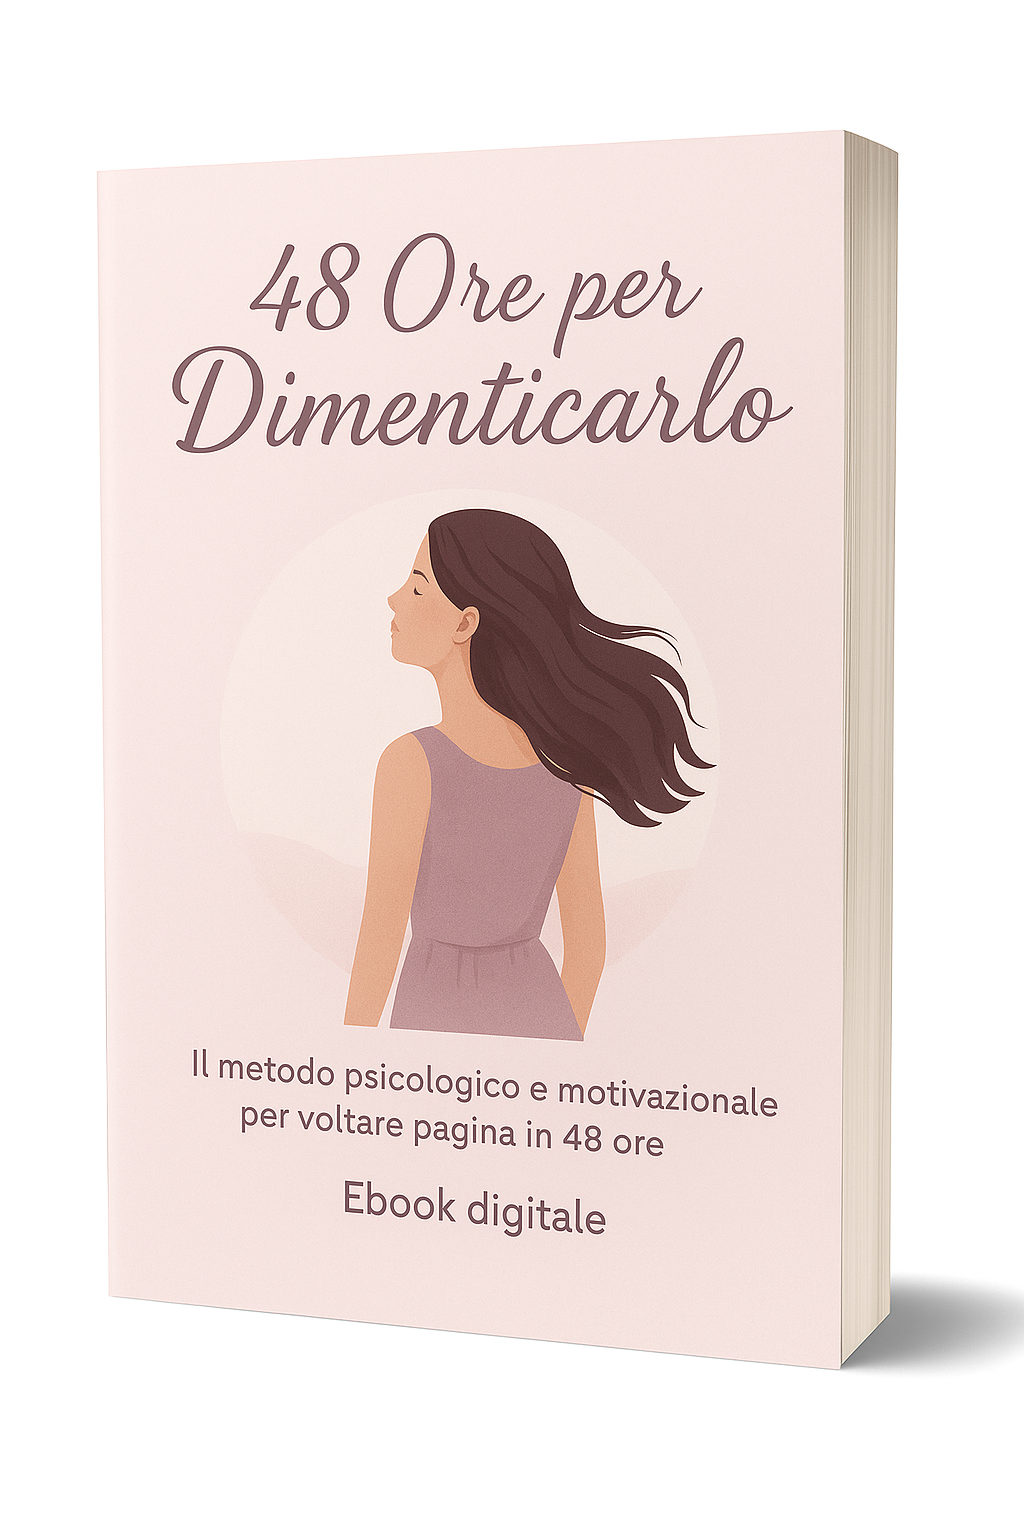 48 Ore per
Dimenticarlo
Il metodo psicologico e motivazionale
per voltare pagina in 48 ore
Ebook digitale